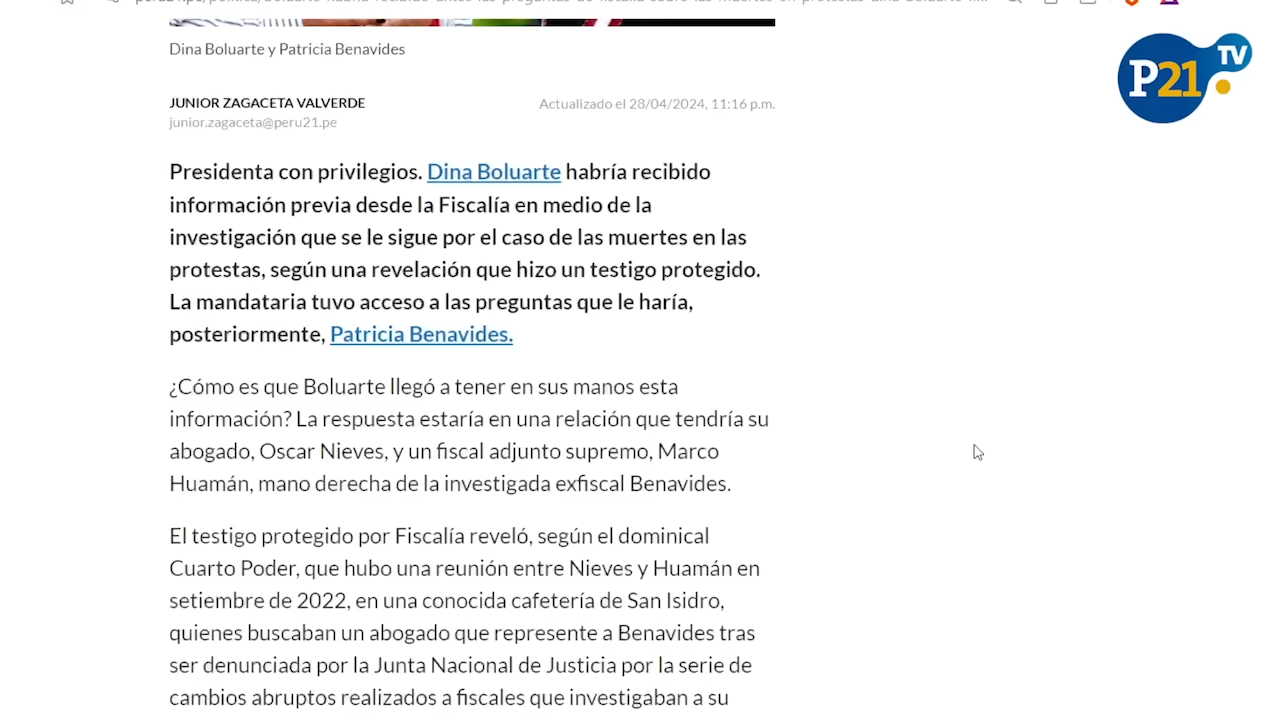 Dina Boluarte y Patricia Benavides
P21 TV
JUNIOR ZAGACETA VALVERDE
Actualizado el 28/04/2024, 11:16 p.m.
junior.zagaceta@peru21.pe
Presidenta con privilegios. Dina Boluarte habría recibido
información previa desde la Fiscalía en medio de la
investigación que se le sigue por el caso de las muertes en las
protestas, según una revelación que hizo un testigo protegido.
La mandataria tuvo acceso a las preguntas que le haría,
posteriormente, Patricia Benavides.
¿Cómo es que Boluarte llegó a tener en sus manos esta
información? La respuesta estaría en una relación que tendría su
abogado, Oscar Nieves, y un fiscal adjunto supremo, Marco
Huamán, mano derecha de la investigada exfiscal Benavides.
El testigo protegido por Fiscalía reveló, según el dominical
Cuarto Poder, que hubo una reunión entre Nieves y Huamán en
setiembre de 2022, en una conocida cafetería de San Isidro,
quienes buscaban un abogado que represente a Benavides tras
ser denunciada por la Junta Nacional de Justicia por la serie de
cambios abruptos realizados a fiscales que investigaban a su